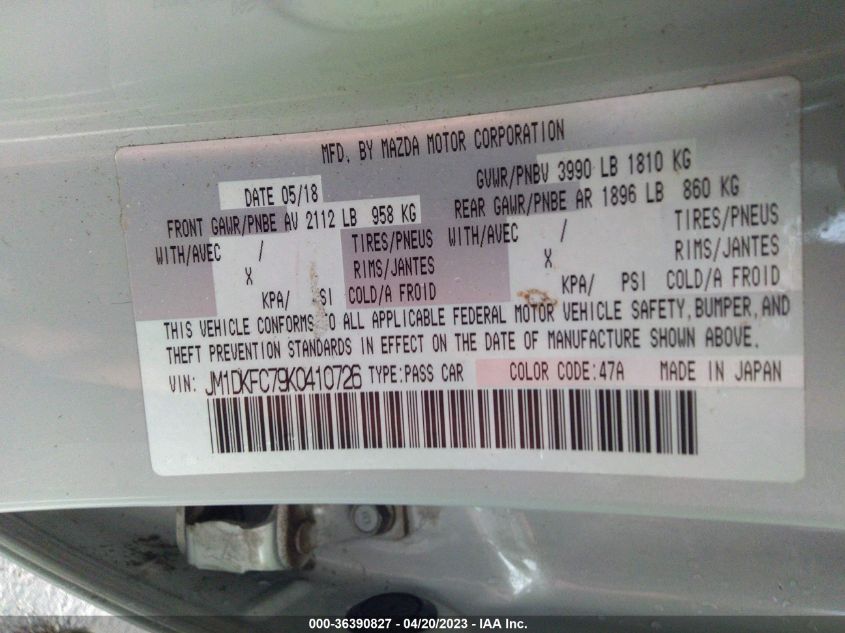 MFD. BY MAZDA MOTOR CORPORATION
DATE 05/18 GVWR/PNBV 3990 LB 1810 KG
FRONT GAWR/PNBE AV 2112 LB 958 KG REAR GAWR/PNBE AR 1896 LB 860 KG
WITH/AVEC / TIRES/PNEUS WITH/AVEC / TIRES/PNEUS
X RIMS/JANTES X RIMS/JANTES
KPA/ PSI COLD/A FROID KPA/ PSI COLD/A FROID
THIS VEHICLE CONFORMS TO ALL APPLICABLE FEDERAL MOTOR VEHICLE SAFETY, BUMPER, AND
THEFT PREVENTION STANDARDS IN EFFECT ON THE DATE OF MANUFACTURE SHOWN ABOVE.
VIN: JM1DKFC79K0410726 TYPE:PASS CAR COLOR CODE:47A MADE IN JAPAN
000-36390827 - 04/20/2023 - IAA Inc.